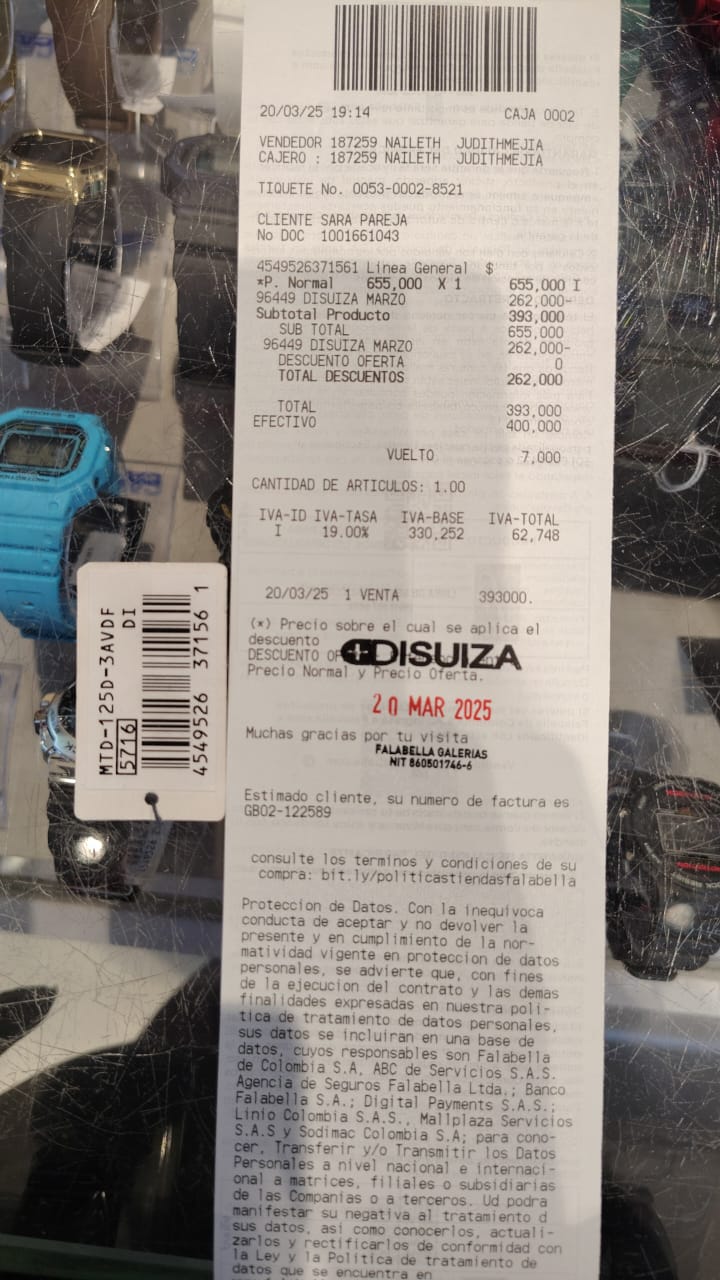 20/03/25 19:14 CAJA 0002
VENDEDOR 187259 NAILETH JUDITHMEJIA
CAJERO : 187259 NAILETH JUDITHMEJIA
TIQUETE No. 0053-0002-8521
CLIENTE SARA PAREJA
No DOC 1001661043
4549526371561 Linea General $
*P. Normal 655,000 X 1 655,000 I
96449 DISUIZA MARZO 262,000-
Subtotal Producto 393,000
SUB TOTAL 655,000
96449 DISUIZA MARZO 262,000-
DESCUENTO OFERTA 0
TOTAL DESCUENTOS 262,000
TOTAL 393,000
EFECTIVO 400,000
VUELTO 7,000
CANTIDAD DE ARTICULOS: 1.00
IVA-ID IVA-TASA IVA-BASE IVA-TOTAL
I 19.00% 330,252 62,748
20/03/25 1 VENTA 393000.
(*) Precio sobre el cual se aplica el
descuento
DESCUENTO OF
DISUIZA
Precio Normal y Precio Oferta.
20 MAR 2025
Muchas gracias por tu visita
FALABELLA GALERIAS
NIT 860501746-6
Estimado cliente, su numero de factura es
GB02-122589
consulte los terminos y condiciones de su
compra: bit.ly/politicastiendasfalabella
Proteccion de Datos. Con la inequivoca
conducta de aceptar y no devolver la
presente y en cumplimiento de la nor-
matividad vigente en proteccion de datos
personales, se advierte que, con fines
de la ejecucion del contrato y las demas
finalidades expresadas en nuestra poli-
tica de tratamiento de datos personales,
sus datos se incluiran en una base de
datos, cuyos responsables son Falabella
de Colombia S.A, ABC de Servicios S.A.S.
Agencia de Seguros Falabella Ltda.; Banco
Falabella S.A.; Digital Payments S.A.S.;
Linio Colombia S.A.S., Mallplaza Servicios
S.A.S y Sodimac Colombia S.A; para cono-
cer, Transferir y/o Transmitir los Datos
Personales a nivel nacional e internaci-
onal a matrices, filiales o subsidiarias
de las Companias o a terceros. Ud podra
manifestar su negativa al tratamiento d
sus datos, asi como conocerlos, actuali-
zarlos y rectificarlos de conformidad con
la Ley y la Politica de tratamiento de
datos que se encuentra en
MTD-125D-3AVDF
DI
5716
4549526 37156 1